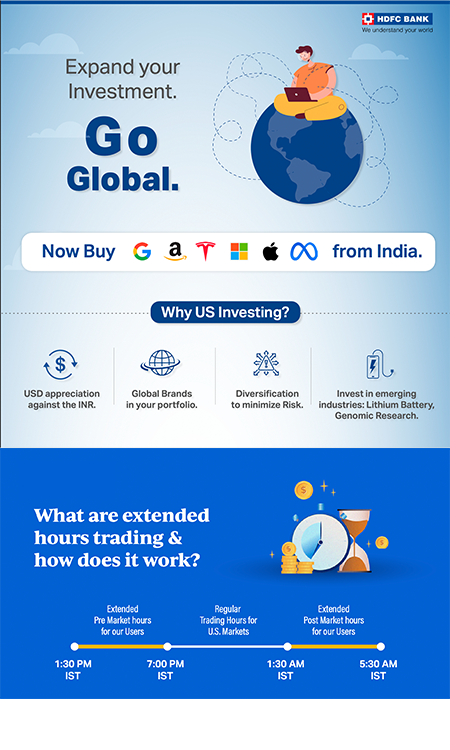 HDFC BANK
We understand your world
Expand your
Investment.
Go
Global.
Now Buy G a T from India.
Why US Investing?
$
USD appreciation
against the INR.
Global Brands
in your portfolio.
Diversification
to minimize Risk.
Invest in emerging
industries: Lithium Battery,
Genomic Research.
What are extended
hours trading &
how does it work?
Extended
Pre Market hours
for our Users
Regular
Trading Hours for
U.S. Markets
Extended
Post Market hours
for our Users
1:30 PM
IST
7:00 PM
IST
1:30 AM
IST
5:30 AM
IST